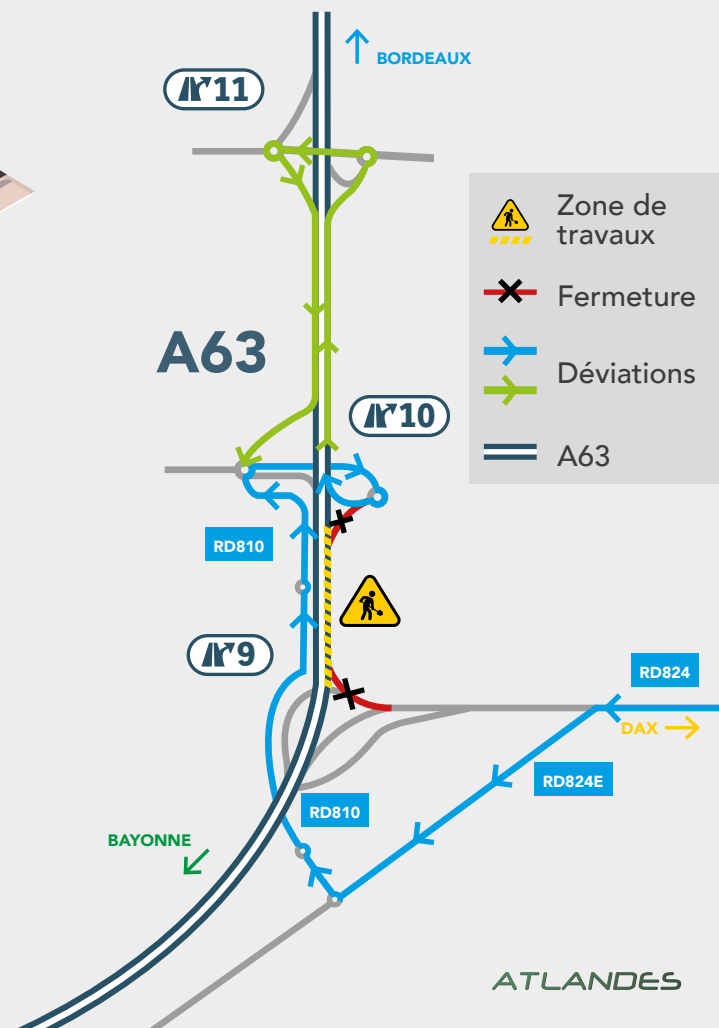 BORDEAUX
11
Zone de
travaux
Fermeture
A63
Déviations
10
A63
RD810
9
RD824
DAX
RD824E
RD810
BAYONNE
ATLANDES